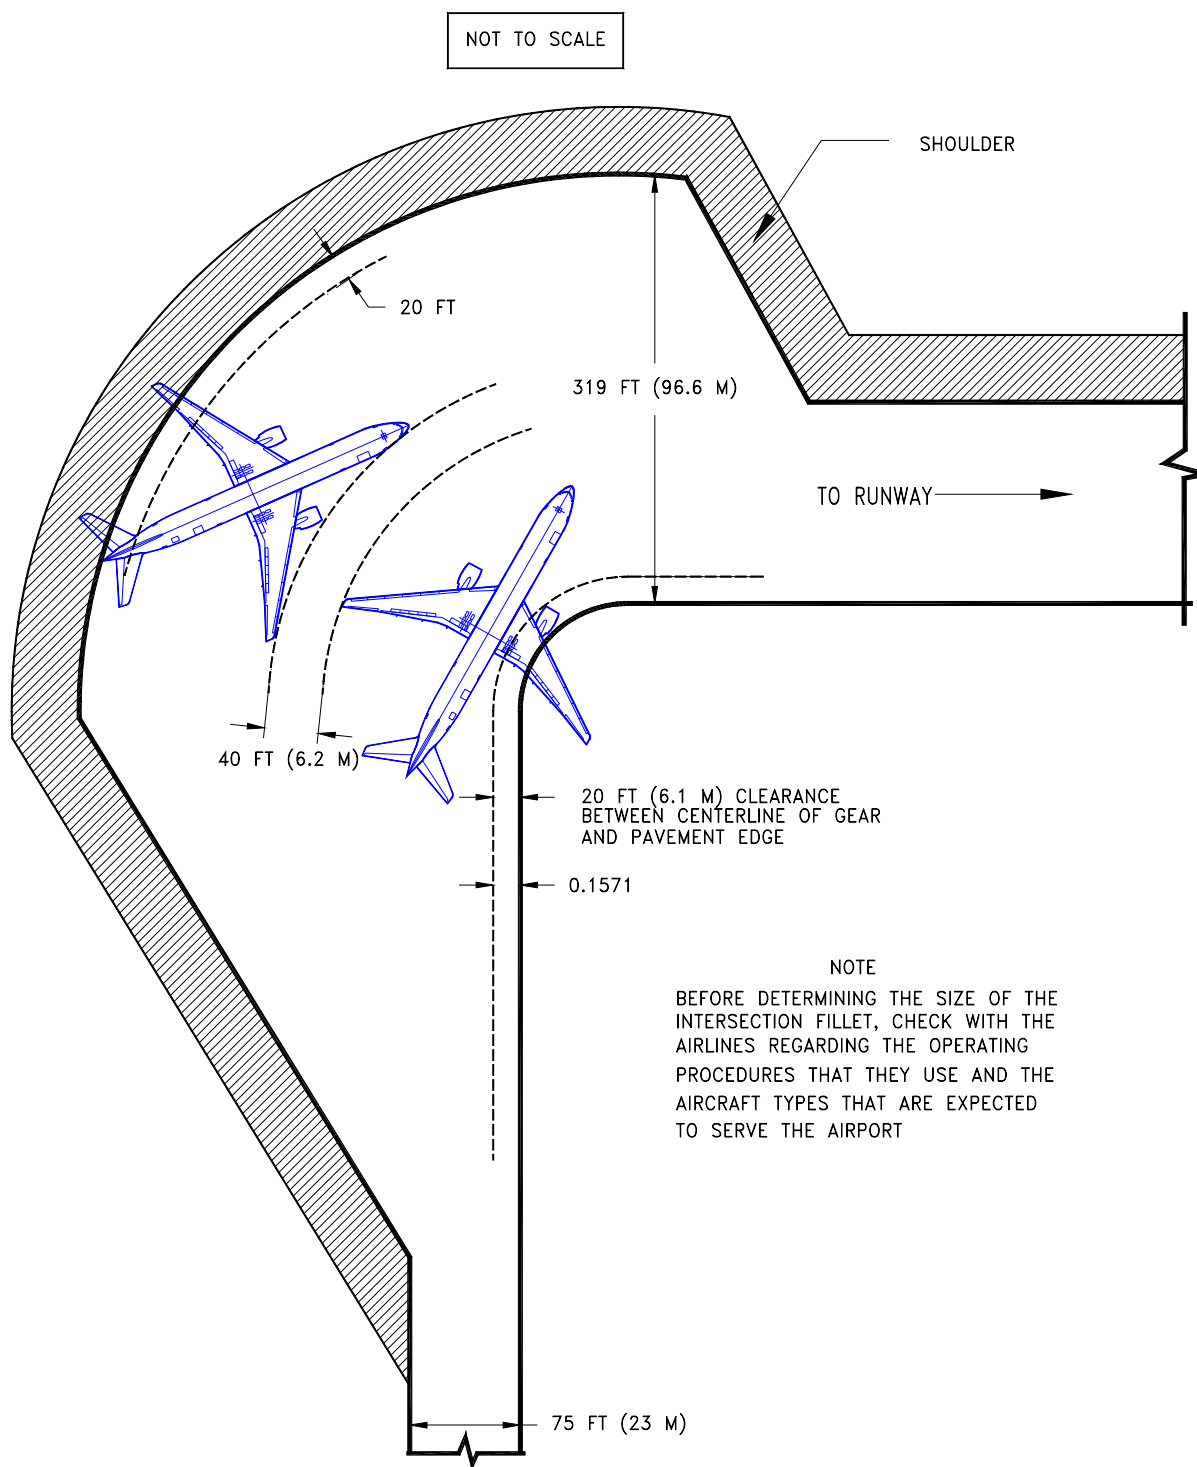 NOT TO SCALE
SHOULDER
20 FT
319 FT (96.6 M)
TO RUNWAY
40 FT (6.2 M)
20 FT (6.1 M) CLEARANCE
BETWEEN CENTERLINE OF GEAR
AND PAVEMENT EDGE
0.1571
NOTE
BEFORE DETERMINING THE SIZE OF THE
INTERSECTION FILLET, CHECK WITH THE
AIRLINES REGARDING THE OPERATING
PROCEDURES THAT THEY USE AND THE
AIRCRAFT TYPES THAT ARE EXPECTED
TO SERVE THE AIRPORT
75 FT (23 M)